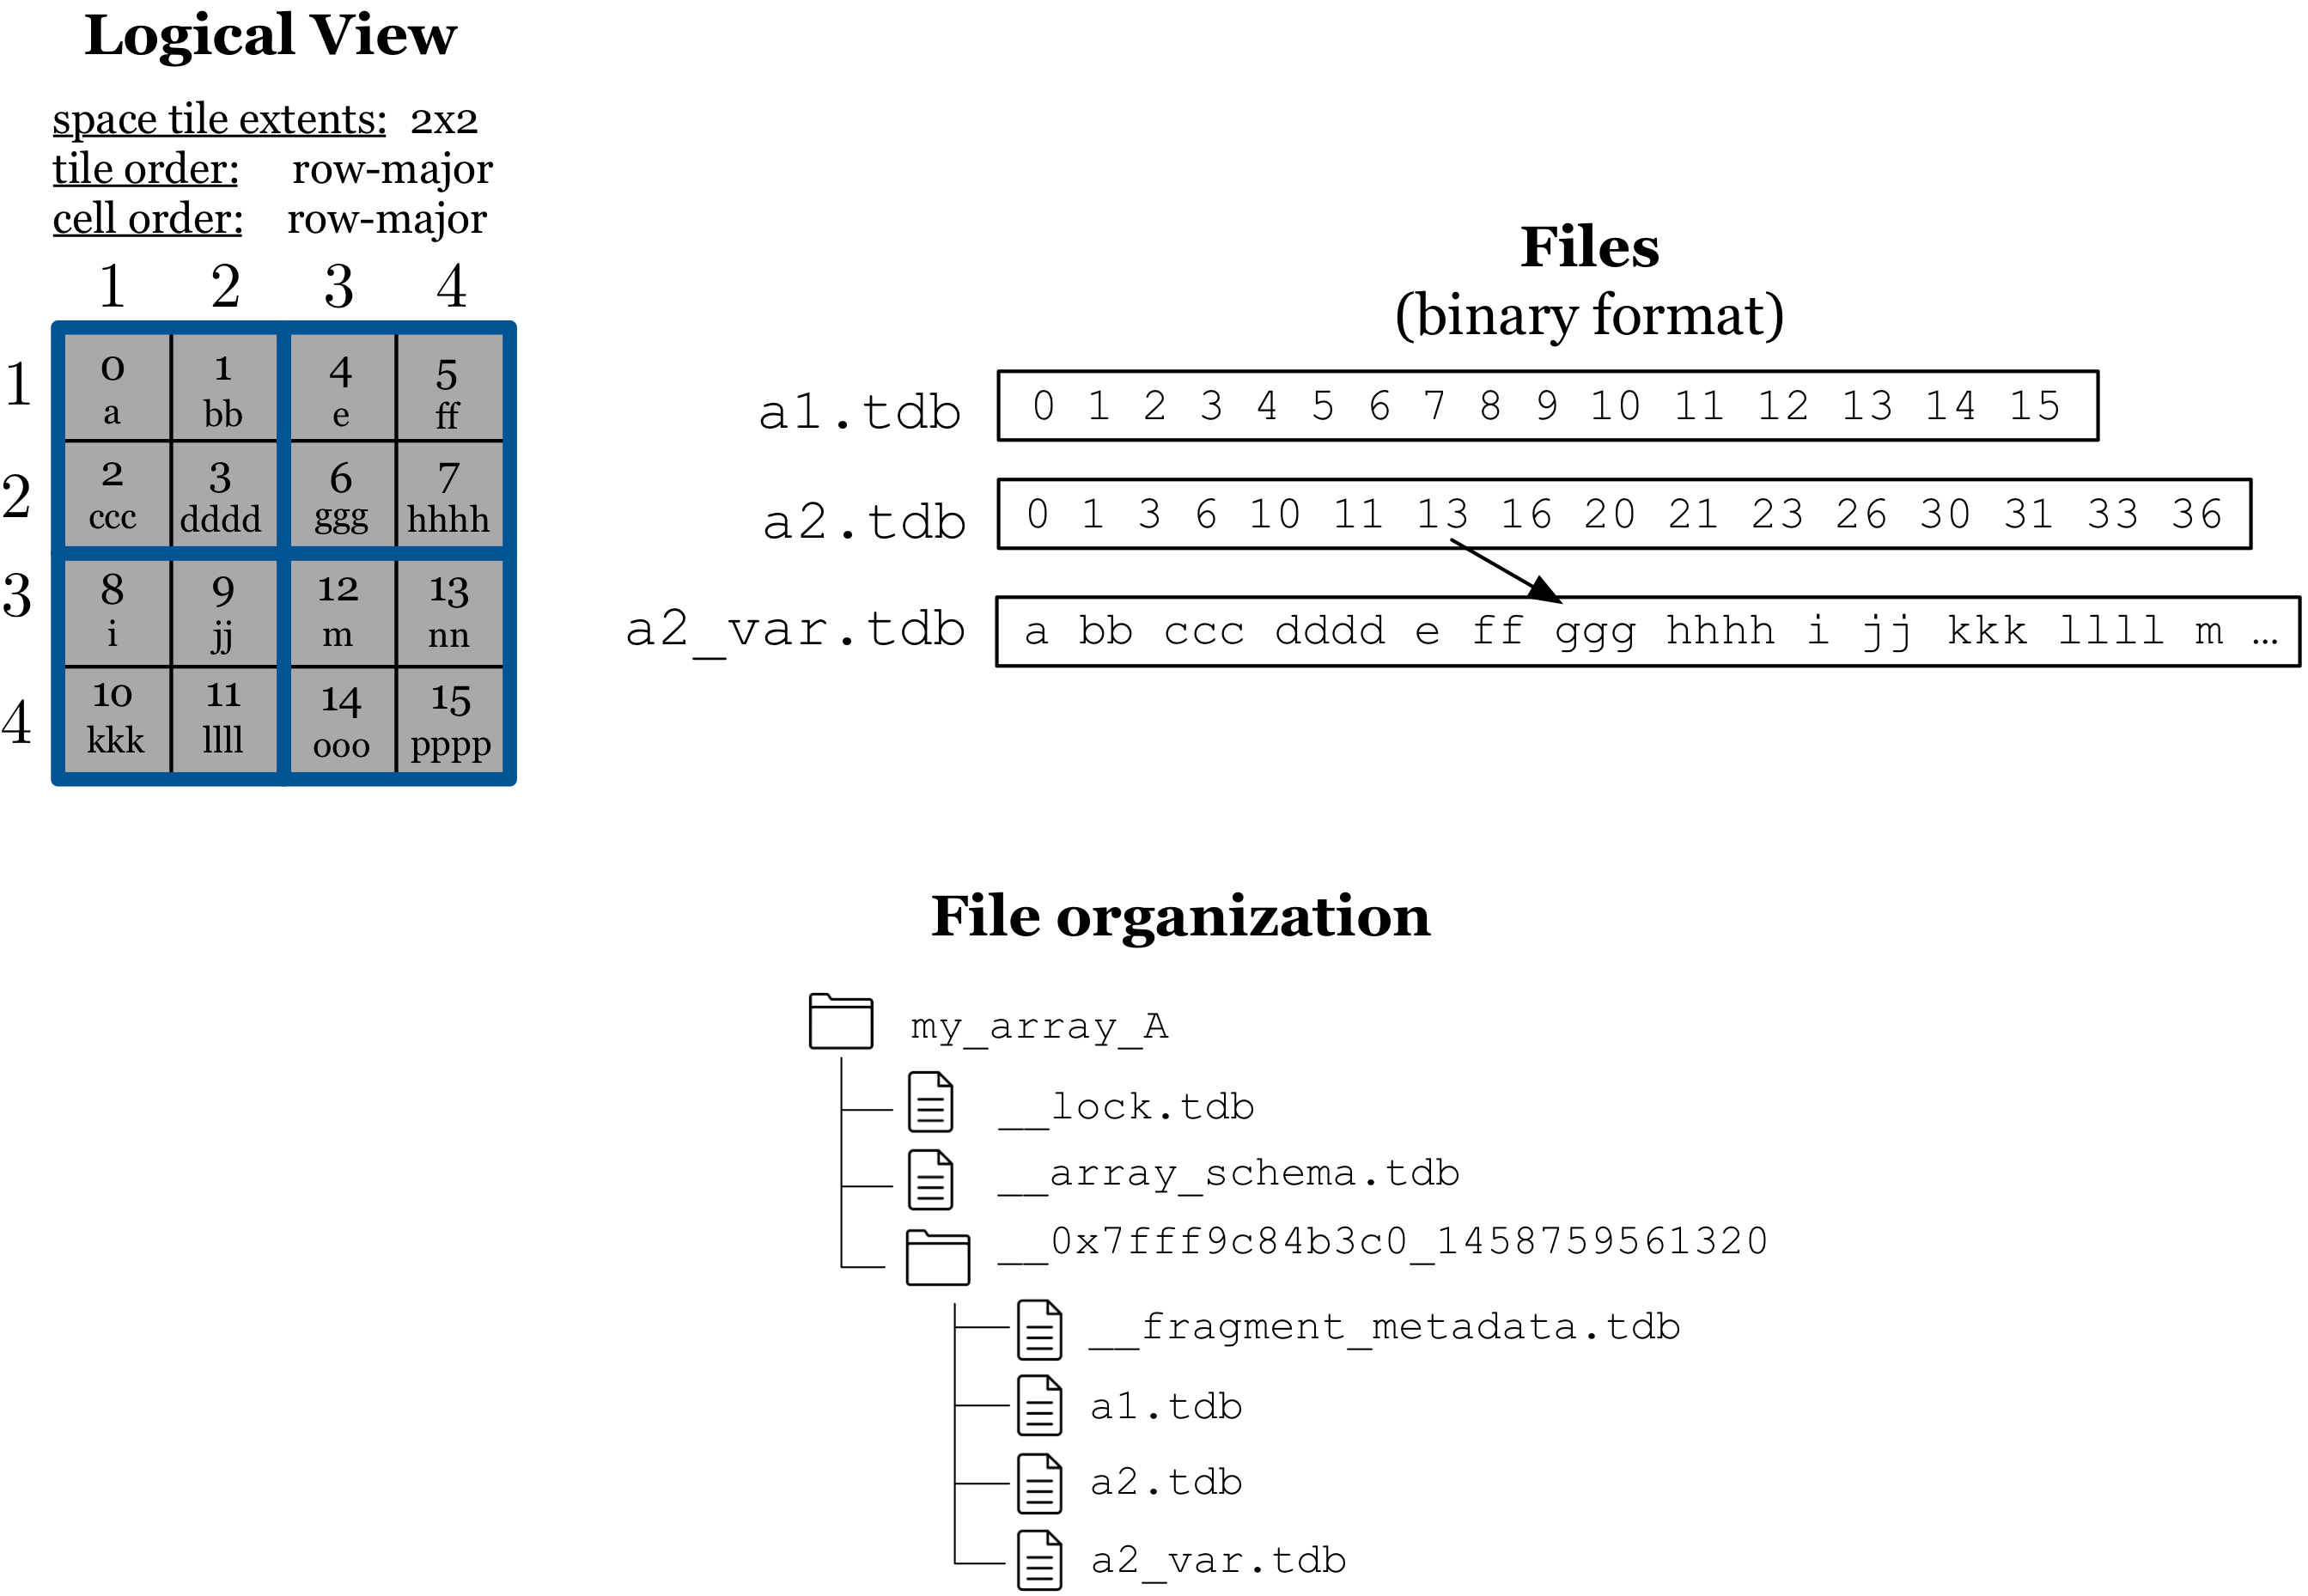 Logical View
space tile extents: 2x2
tile order: row-major
cell order: row-major
1 2 3 4
1 0 1 4 5
a bb e ff
2 2 3 6 7
ccc dddd ggg hhhh
3 8 9 12 13
i jj m nn
4 10 11 14 15
kkk llll ooo pppp
Files
(binary format)
a1.tdb 0 1 2 3 4 5 6 7 8 9 10 11 12 13 14 15
a2.tdb 0 1 3 6 10 11 13 16 20 21 23 26 30 31 33 36
a2_var.tdb a bb ccc dddd e ff ggg hhhh i jj kkk llll m …
File organization
my_array_A
__lock.tdb
__array_schema.tdb
__0x7fff9c84b3c0_1458759561320
__fragment_metadata.tdb
a1.tdb
a2.tdb
a2_var.tdb